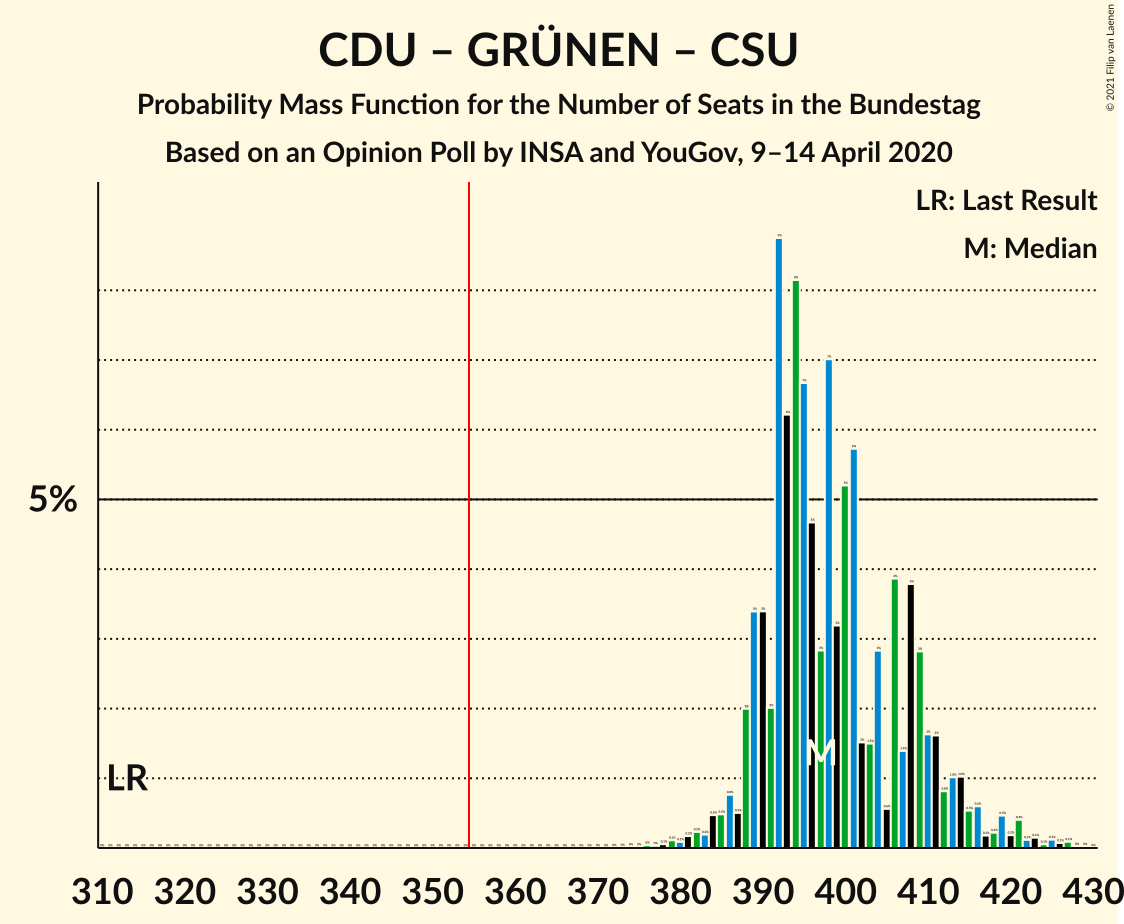 CDU – GRÜNEN – CSU
Probability Mass Function for the Number of Seats in the Bundestag
Based on an Opinion Poll by INSA and YouGov, 9–14 April 2020
© 2021 Filip van Laenen
LR: Last Result
M: Median
5%
M
LR
310 320 330 340 350 360 370 380 390 400 410 420 430